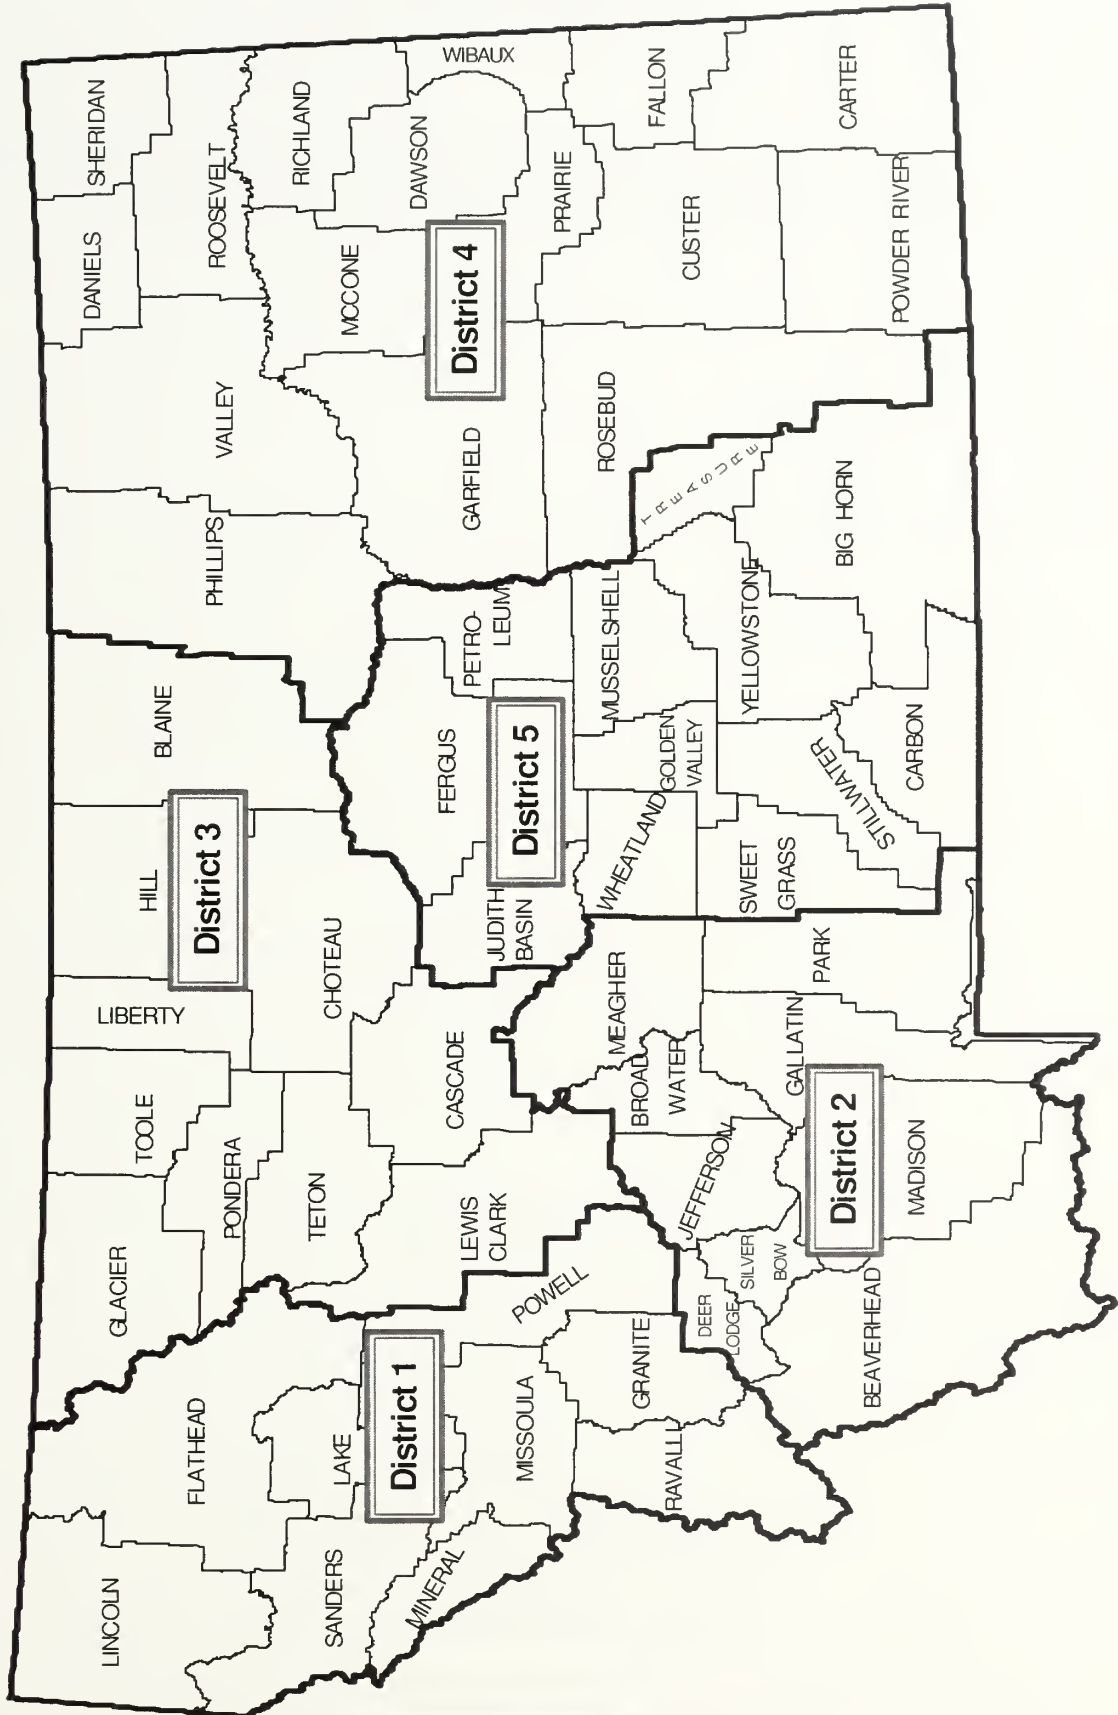 LINCOLN
FLATHEAD
GLACIER
TOOLE
LIBERTY
HILL
BLAINE
PHILLIPS
VALLEY
DANIELS
SHERIDAN
ROOSEVELT
District 3
PONDERA
SANDERS
LAKE
TETON
CHOTEAU
MCCONE
RICHLAND
District 1
MINERAL
MISSOULA
POWELL
LEWIS
CLARK
CASCADE
JUDITH
BASIN
FERGUS
District 5
PETRO-
LEUM
GARFIELD
District 4
DAWSON
WIBAUX
PRAIRIE
RAVALLI
GRANITE
DEER
LODGE
SILVER
BOW
JEFFERSON
BROAD
WATER
MEAGHER
WHEATLAND
GOLDEN
VALLEY
MUSSELSHELL
TREASURE
ROSEBUD
CUSTER
FALLON
BEAVERHEAD
District 2
MADISON
GALLATIN
PARK
SWEET
GRASS
STILLWATER
YELLOWSTONE
CARBON
BIG HORN
POWDER RIVER
CARTER